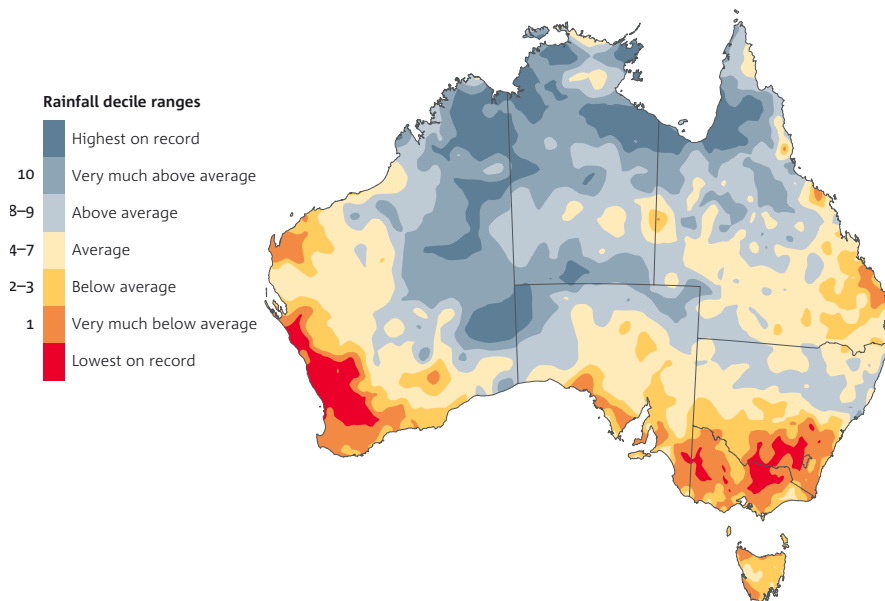 Rainfall decile ranges
Highest on record
10 Very much above average
8–9 Above average
4–7 Average
2–3 Below average
1 Very much below average
Lowest on record